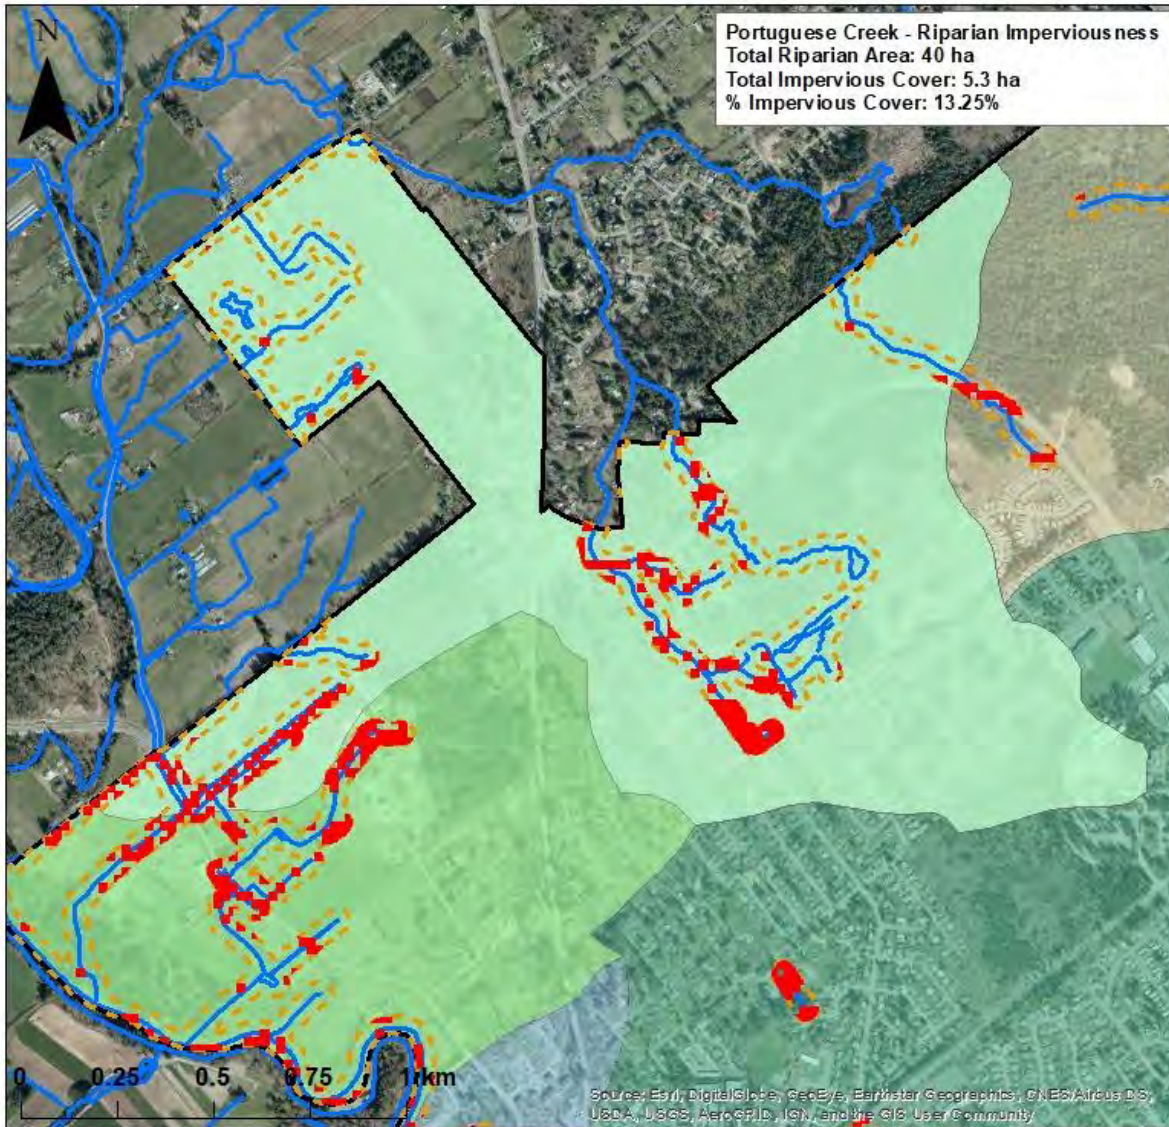 N
Portuguese Creek - Riparian Imperviousness
Total Riparian Area: 40 ha
Total Impervious Cover: 5.3 ha
% Impervious Cover: 13.25%
0 0.25 0.5 0.75 1 km
Source: Esri, DigitalGlobe, GeoEye, Earthstar Geographics, CNES/Airbus DS,
USDA, USGS, AeroGRID, IGN, and the GIS User Community